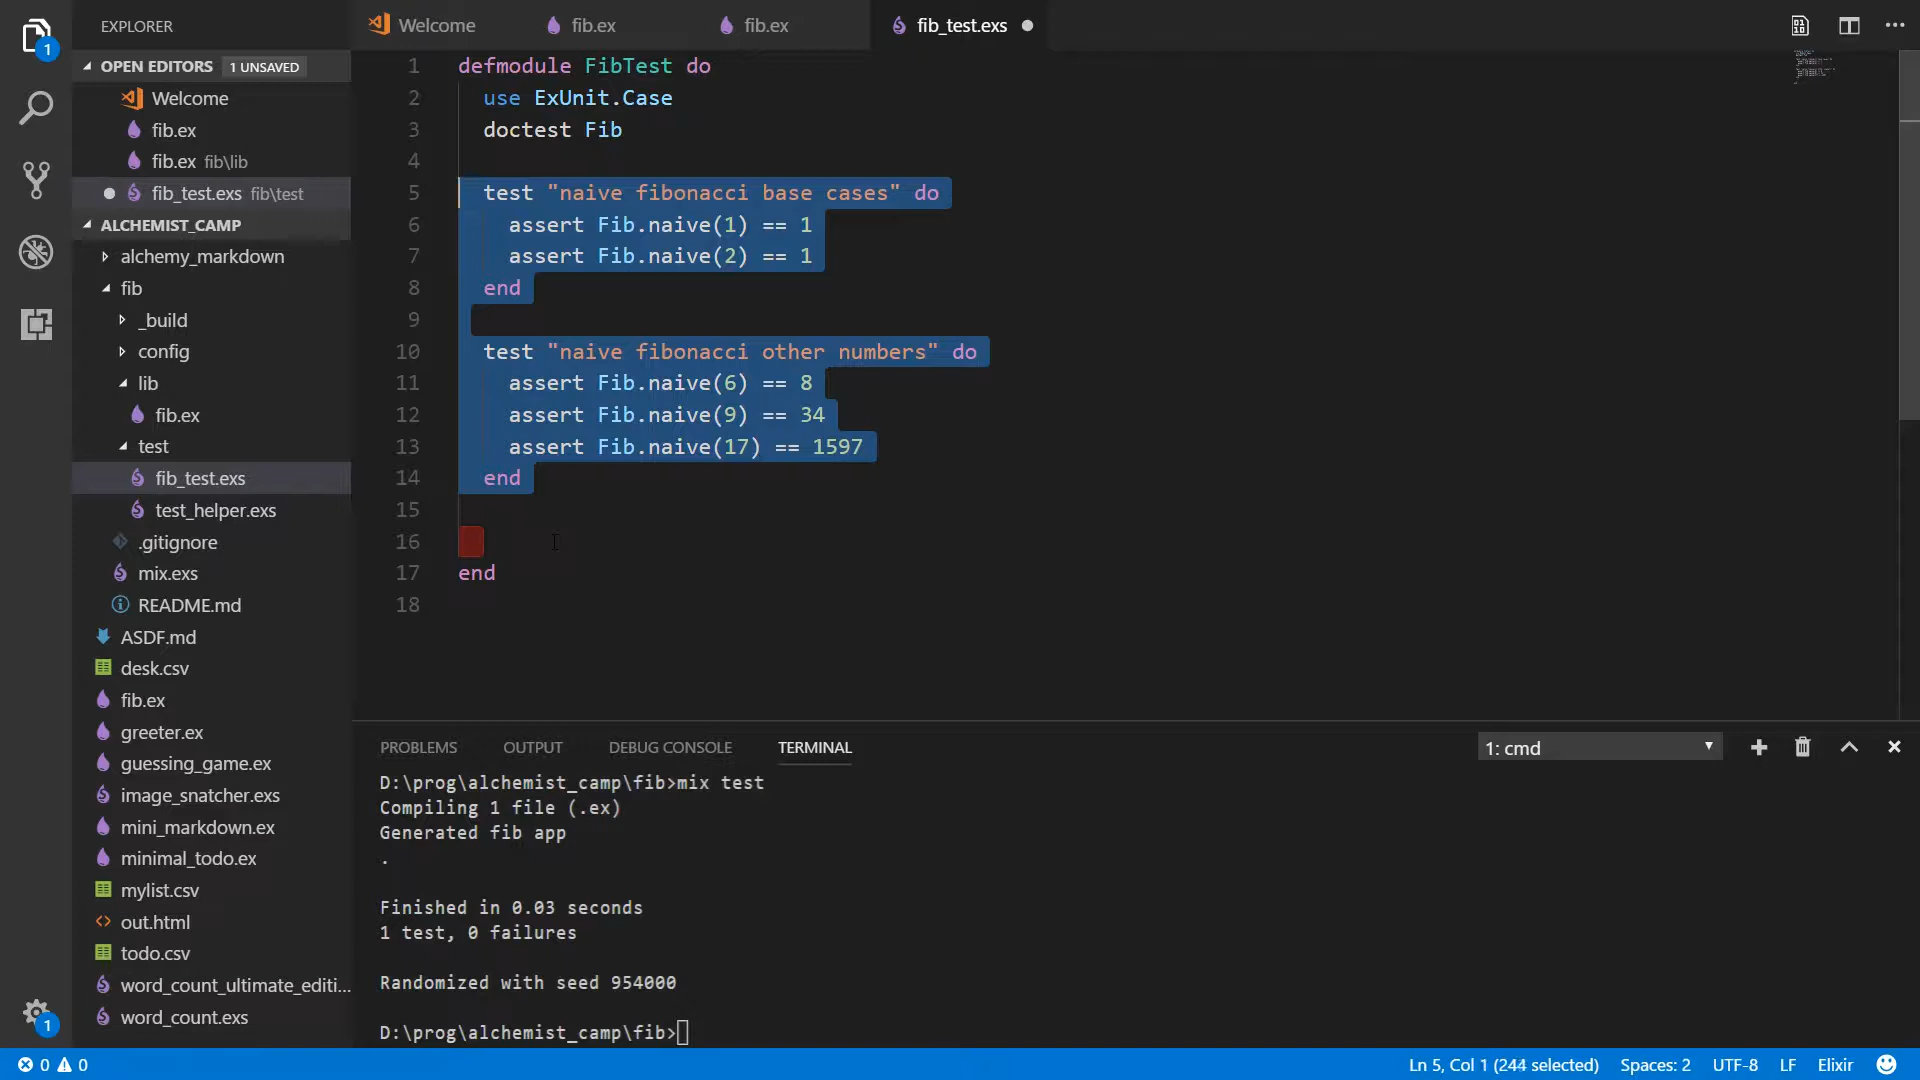 EXPLORER
OPEN EDITORS 1 UNSAVED
Welcome
fib.ex
fib.ex fib\lib
fib_test.exs fib\test
ALCHEMIST_CAMP
alchemy_markdown
fib
_build
config
lib
fib.ex
test
fib_test.exs
test_helper.exs
.gitignore
mix.exs
README.md
ASDF.md
desk.csv
fib.ex
greeter.ex
guessing_game.ex
image_snatcher.exs
mini_markdown.ex
minimal_todo.ex
mylist.csv
out.html
todo.csv
word_count_ultimate_editi...
word_count.exs
1
1
Welcome fib.ex fib.ex fib_test.exs
1 defmodule FibTest do
2 use ExUnit.Case
3 doctest Fib
4
5 test "naive fibonacci base cases" do
6 assert Fib.naive(1) == 1
7 assert Fib.naive(2) == 1
8 end
9
10 test "naive fibonacci other numbers" do
11 assert Fib.naive(6) == 8
12 assert Fib.naive(9) == 34
13 assert Fib.naive(17) == 1597
14 end
15
16
17 end
18
PROBLEMS OUTPUT DEBUG CONSOLE TERMINAL 1: cmd
D:\prog\alchemist_camp\fib>mix test
Compiling 1 file (.ex)
Generated fib app
.
Finished in 0.03 seconds
1 test, 0 failures
Randomized with seed 954000
D:\prog\alchemist_camp\fib>
0 0 Ln 5, Col 1 (244 selected) Spaces: 2 UTF-8 LF Elixir